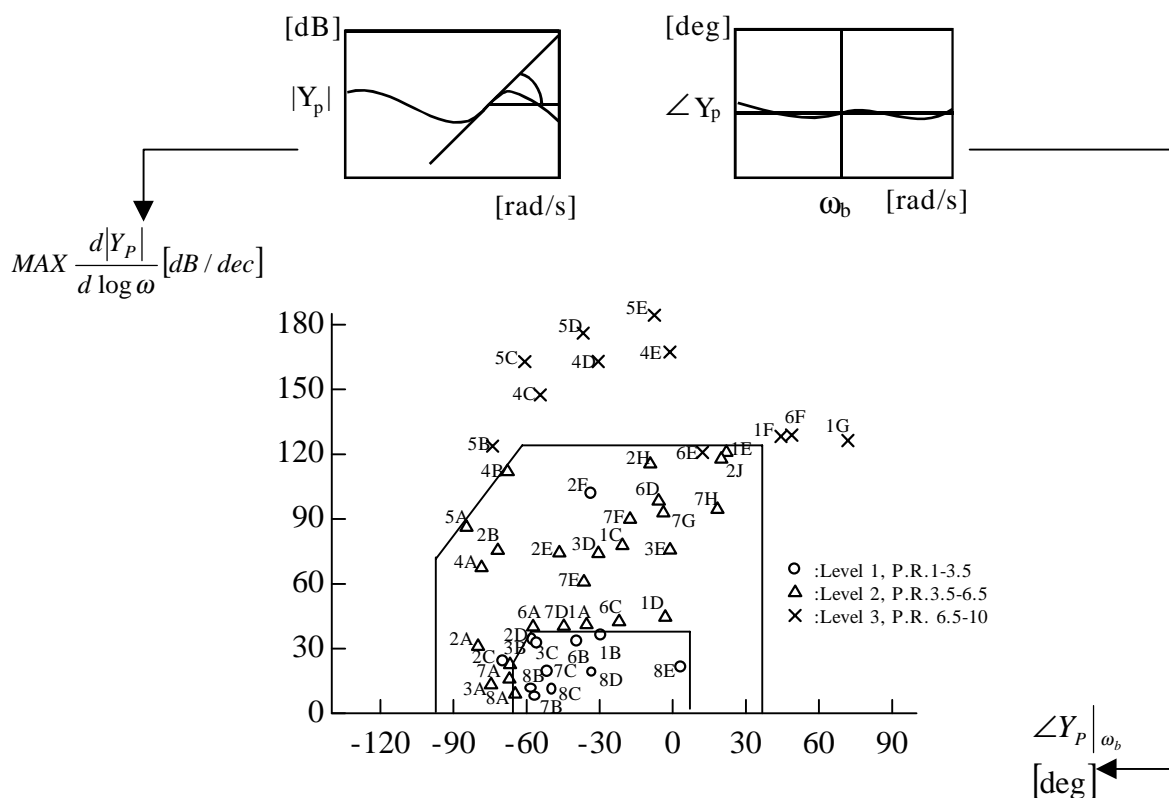 [dB]
|Yp|
[rad/s]
[deg]
∠Yp
ωb
[rad/s]
MAX d|YP| / d log ω [dB / dec]
180
150
120
90
60
30
0
-120
-90
-60
-30
0
30
60
90
5E
5D
4E
5C
4D
4C
1F
6F
1G
5B
6E
1E
2H
2J
4B
2F
6D
7H
5A
7F
7G
2B
1C
2E
3D
3E
4A
7E
6A
7D
1A
6C
1D
2D
2A
3B
3C
6B
1B
2C
7A
7C
8D
8E
3A
8B
8A
8C
7B
:Level 1, P.R.1-3.5
:Level 2, P.R.3.5-6.5
:Level 3, P.R. 6.5-10
∠YP|ωb
[deg]